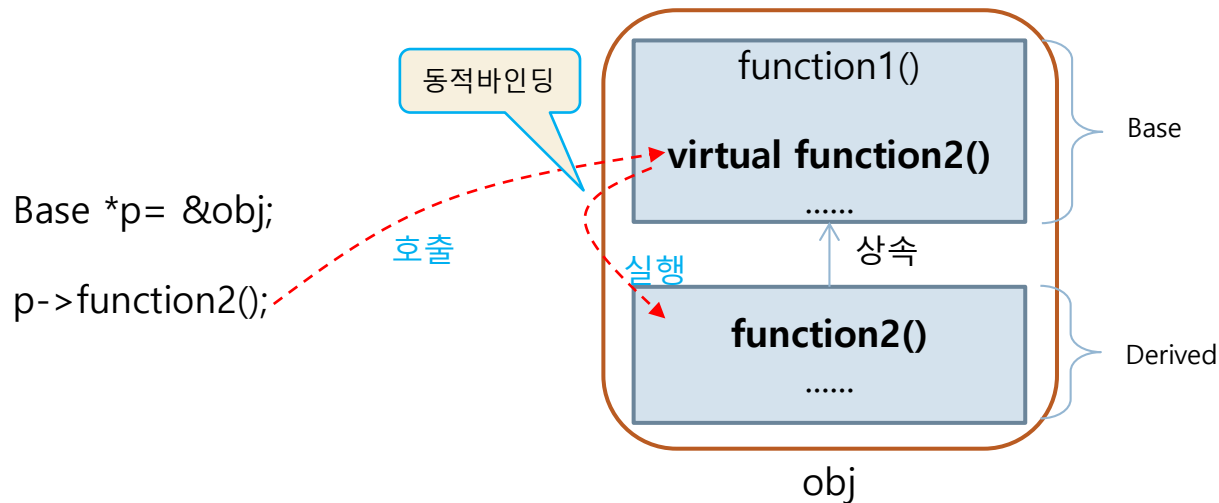 동적바인딩
function1()
virtual function2()
......
Base
Base *p= &obj;
호출
p->function2();
상속
실행
function2()
......
Derived
obj